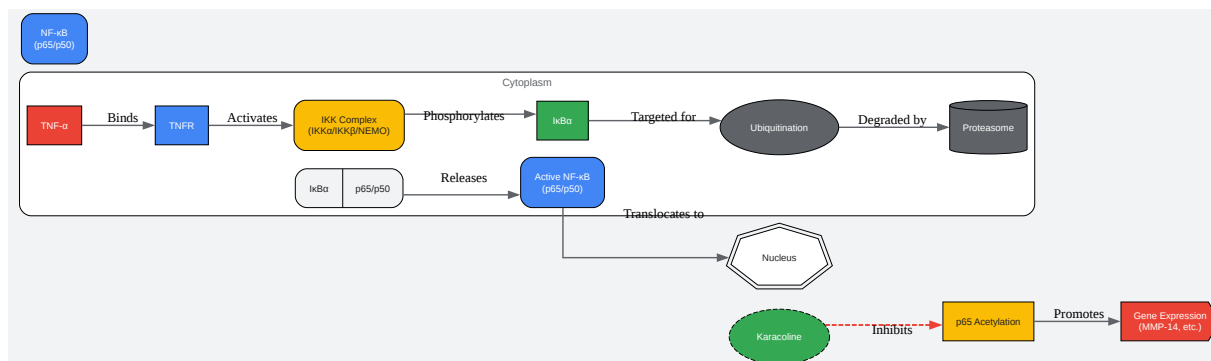 NF-κB
(p65/p50)
Cytoplasm
TNF-α
Binds
TNFR
Activates
IKK Complex
(IKKα/IKKβ/NEMO)
Phosphorylates
IκBα
Targeted for
Ubiquitination
Degraded by
Proteasome
IκBα
p65/p50
Releases
Active NF-κB
(p65/p50)
Translocates to
Nucleus
Karacoline
Inhibits
p65 Acetylation
Promotes
Gene Expression
(MMP-14, etc.)